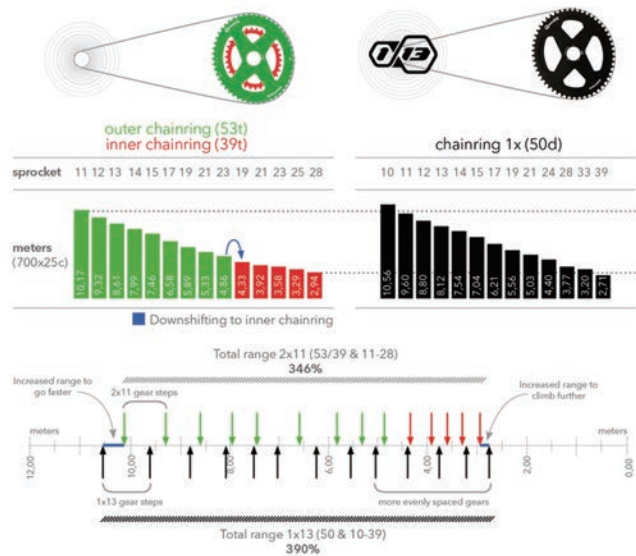 1 13
outer chainring (53t)
inner chainring (39t)
chainring 1x (50d)
sprocket 11 12 13 14 15 17 19 21 23 19 21 23 25 28
10 11 12 13 14 15 17 19 21 24 28 33 39
meters
(700x25c)
10,17 9,32 8,61 7,99 7,46 6,58 5,89 5,33 4,86 4,33 3,92 3,58 3,29 2,94
10,56 9,60 8,80 8,12 7,54 7,04 6,21 5,56 5,03 4,40 3,77 3,20 2,71
Downshifting to inner chainring
Total range 2x11 (53/39 & 11-28)
346%
Increased range to
go faster
2x11 gear steps
Increased range to
climb further
meters
meters
12,00 10,00 8,00 6,00 4,00 2,00 0,00
1x13 gear steps
more evenly spaced gears
Total range 1x13 (50 & 10-39)
390%